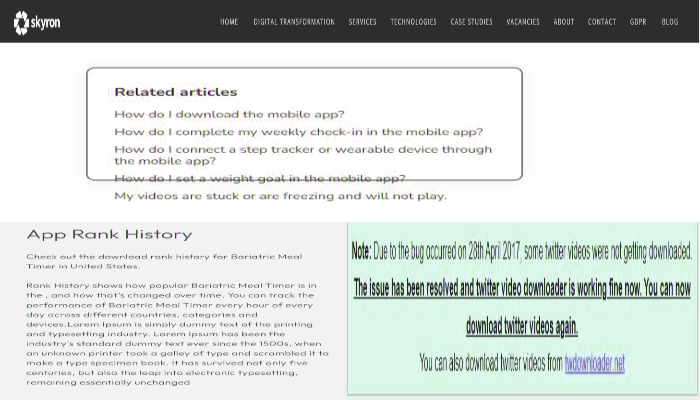 skyron
HOME DIGITAL TRANSFORMATION SERVICES TECHNOLOGIES CASE STUDIES VACANCIES ABOUT CONTACT GDPR BLOG
Related articles
How do I download the mobile app?
How do I complete my weekly check-in in the mobile app?
How do I connect a step tracker or wearable device through
the mobile app?
How do I set a weight goal in the mobile app?
My videos are stuck or are freezing and will not play.
App Rank History
Check out the download rank history for Bariatric Meal
Timer in United States.
Rank History shows how popular Bariatric Meal Timer is in
the , and how that's changed over time. You can track the
performance of Bariatric Meal Timer every hour of every
day across different countries, categories and
devices.Lorem Ipsum is simply dummy text of the printing
and typesetting industry. Lorem Ipsum has been the
industry's standard dummy text ever since the 1500s, when
an unknown printer took a galley of type and scrambled it to
make a type specimen book. It has survived not only five
centuries, but also the leap into electronic typesetting,
remaining essentially unchanged
Note: Due to the bug occurred on 28th April 2017, some twitter videos were not getting downloaded.
The issue has been resolved and twitter video downloader is working fine now. You can now
download twitter videos again.
You can also download twitter videos from twdownloader.net